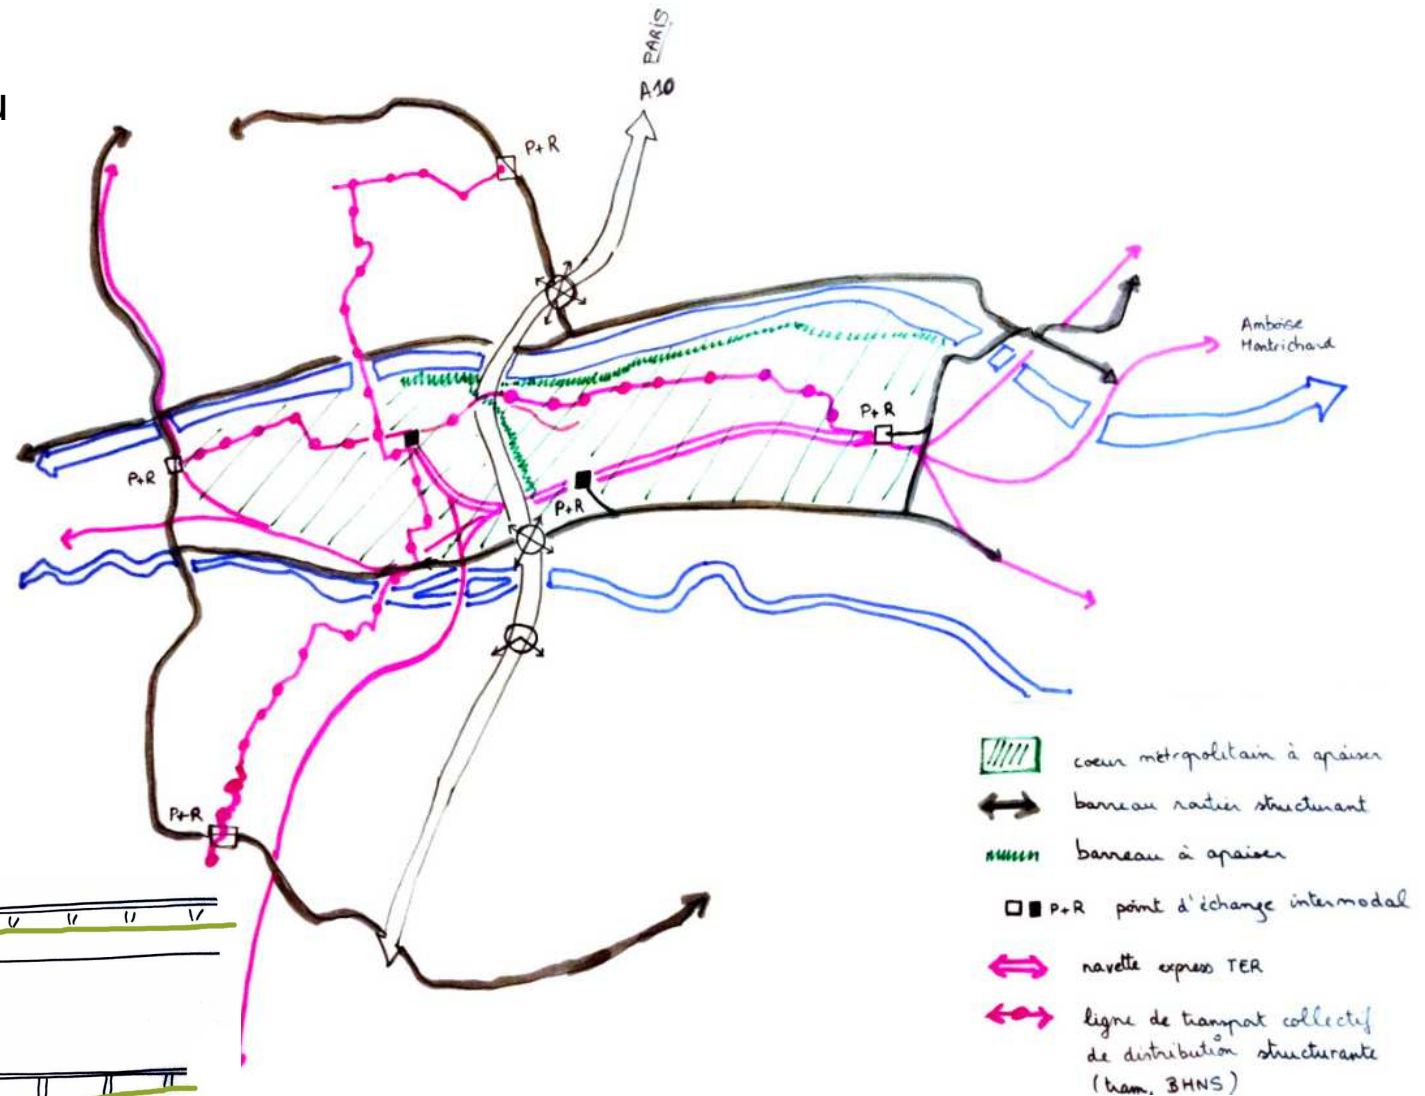 u
PARIS
A10
P+R
Amboise
Montrichard
P+R
P+R
P+R
P+R
coeur métropolitain à apaiser
barreau routier structurant
barreau à apaiser
P+R point d'échange intermodal
navette express TER
ligne de transport collectif
de distribution structurante
(tram, BHNS)